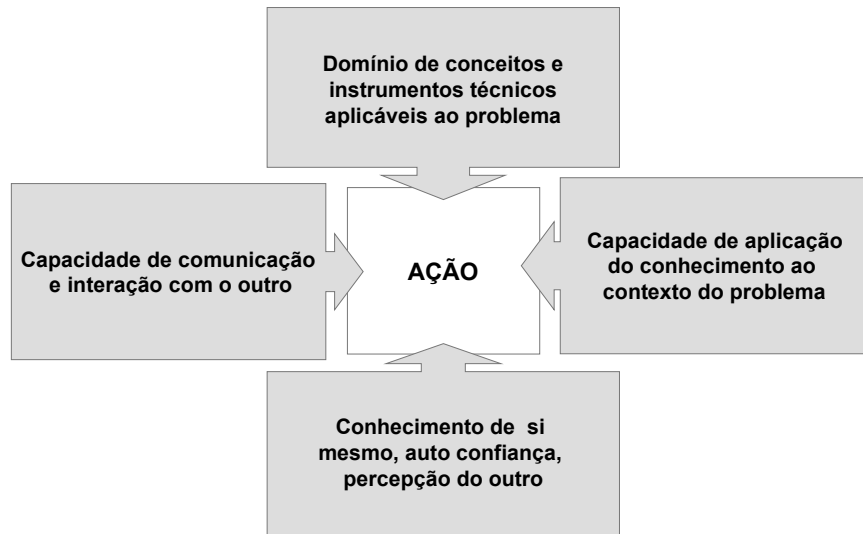 Domínio de conceitos e
instrumentos técnicos
aplicáveis ao problema
Capacidade de comunicação
e interação com o outro
AÇÃO
Capacidade de aplicação
do conhecimento ao
contexto do problema
Conhecimento de si
mesmo, auto confiança,
percepção do outro